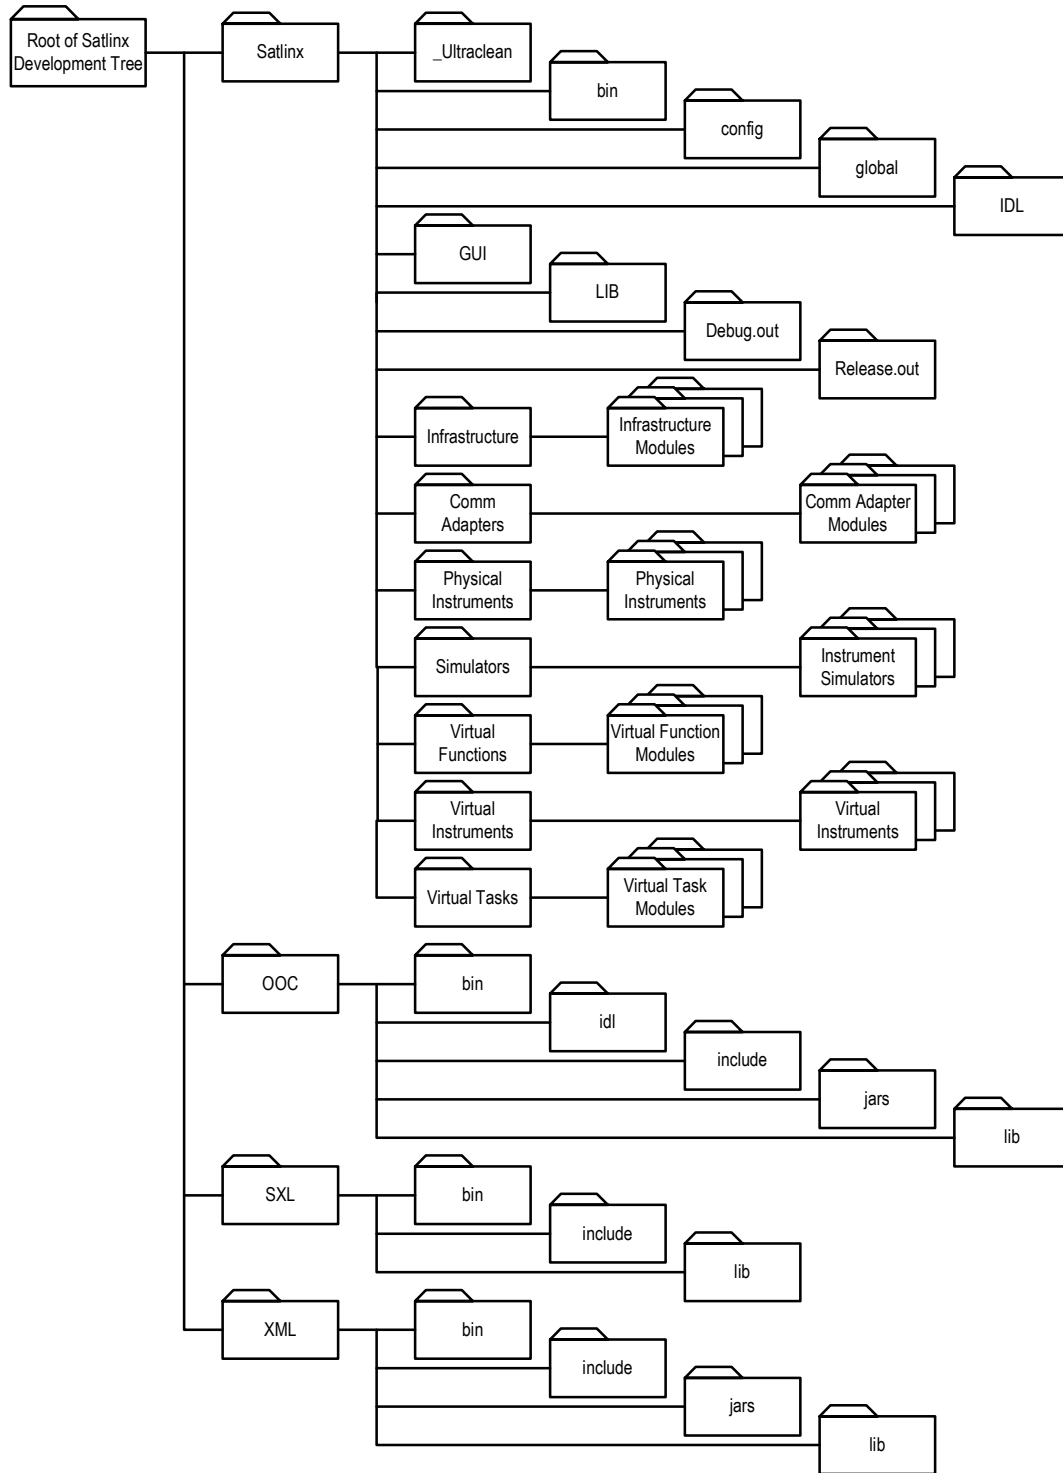 Root of Satlinx
Development Tree
Satlinx
_Ultraclean
bin
config
global
IDL
GUI
LIB
Debug.out
Release.out
Infrastructure
Infrastructure
Modules
Comm
Adapters
Comm Adapter
Modules
Physical
Instruments
Physical
Instruments
Simulators
Instrument
Simulators
Virtual
Functions
Virtual Function
Modules
Virtual
Instruments
Virtual
Instruments
Virtual Tasks
Virtual Task
Modules
OOC
bin
idl
include
jars
lib
SXL
bin
include
lib
XML
bin
include
jars
lib